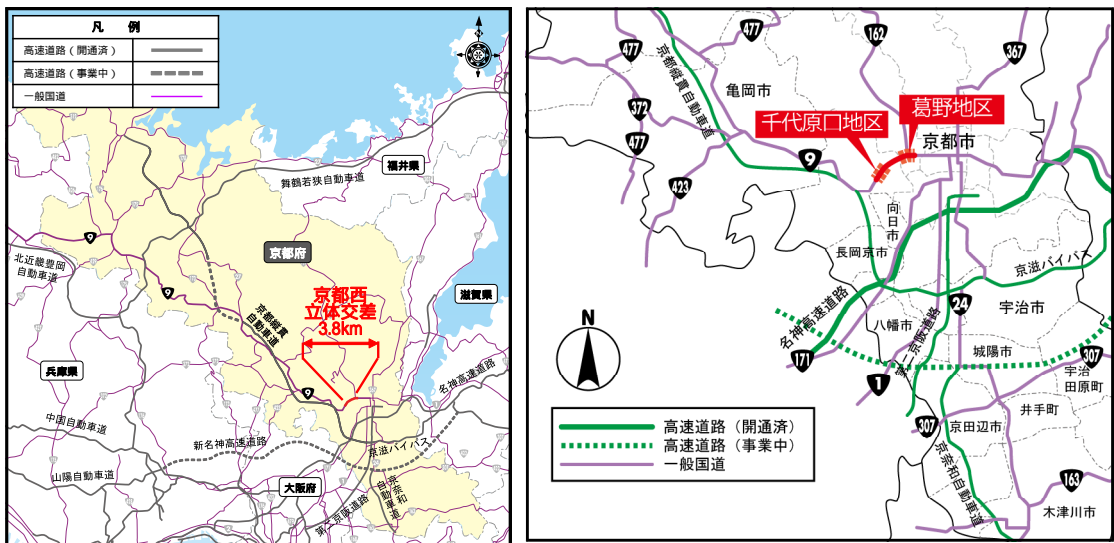 凡 例
高速道路(開通済)
高速道路(事業中)
一般国道
N
福井県
舞鶴若狭自動車道
9
京都府
北近畿豊岡
自動車道
9
京都縦貫
自動車道
京都西
立体交差
3.8km
滋賀県
兵庫県
9
名神高速道路
中国自動車道
新名神高速道路
京滋バイパス
山陽自動車道
大阪府
第二京阪道路
京奈和
自動車道
477
477
162
367
京都縦貫自動車道
亀岡市
372
477
千代原口地区
葛野地区
京都市
9
423
向日市
長岡京市
京滋バイパス
名神高速道路
24
宇治市
八幡市
第二京阪道路
171
城陽市
307
1
宇治
田原町
井手町
307
京田辺市
京奈和自動車道
163
木津川市
N
高速道路(開通済)
高速道路(事業中)
一般国道